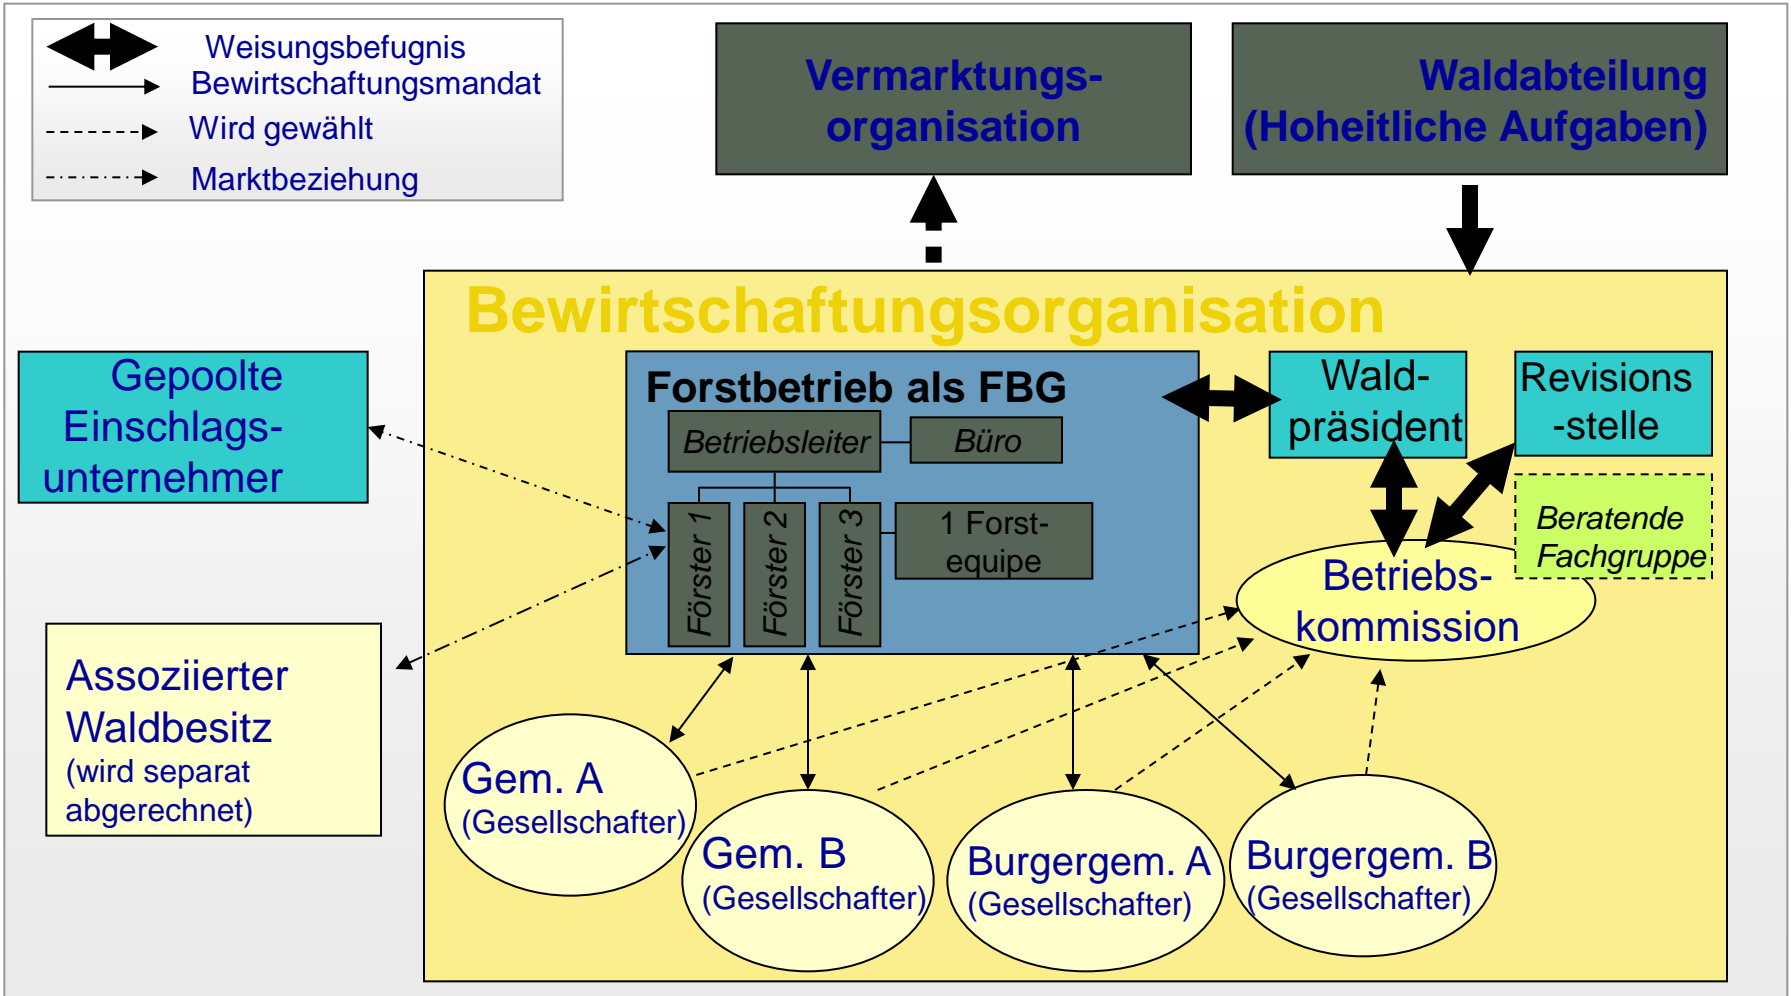 Weisungsbefugnis
Bewirtschaftungsmandat
Wird gewählt
Marktbeziehung
Vermarktungs-
organisation
Waldabteilung
(Hoheitliche Aufgaben)
Bewirtschaftungsorganisation
Gepoolte
Einschlags-
unternehmer
Forstbetrieb als FBG
Betriebsleiter
Büro
Förster 1
Förster 2
Förster 3
1 Forst-
equipe
Wald-
präsident
Revisions
-stelle
Beratende
Fachgruppe
Betriebs-
kommission
Assoziierter
Waldbesitz
(wird separat
abgerechnet)
Gem. A
(Gesellschafter)
Gem. B
(Gesellschafter)
Burgergem. A
(Gesellschafter)
Burgergem. B
(Gesellschafter)